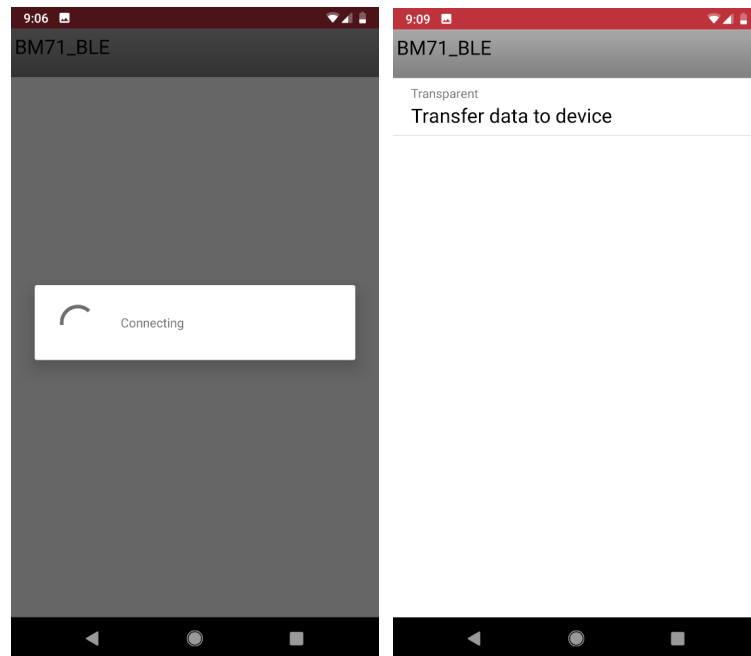 9:06
BM71_BLE
Connecting
9:09
BM71_BLE
Transparent
Transfer data to device